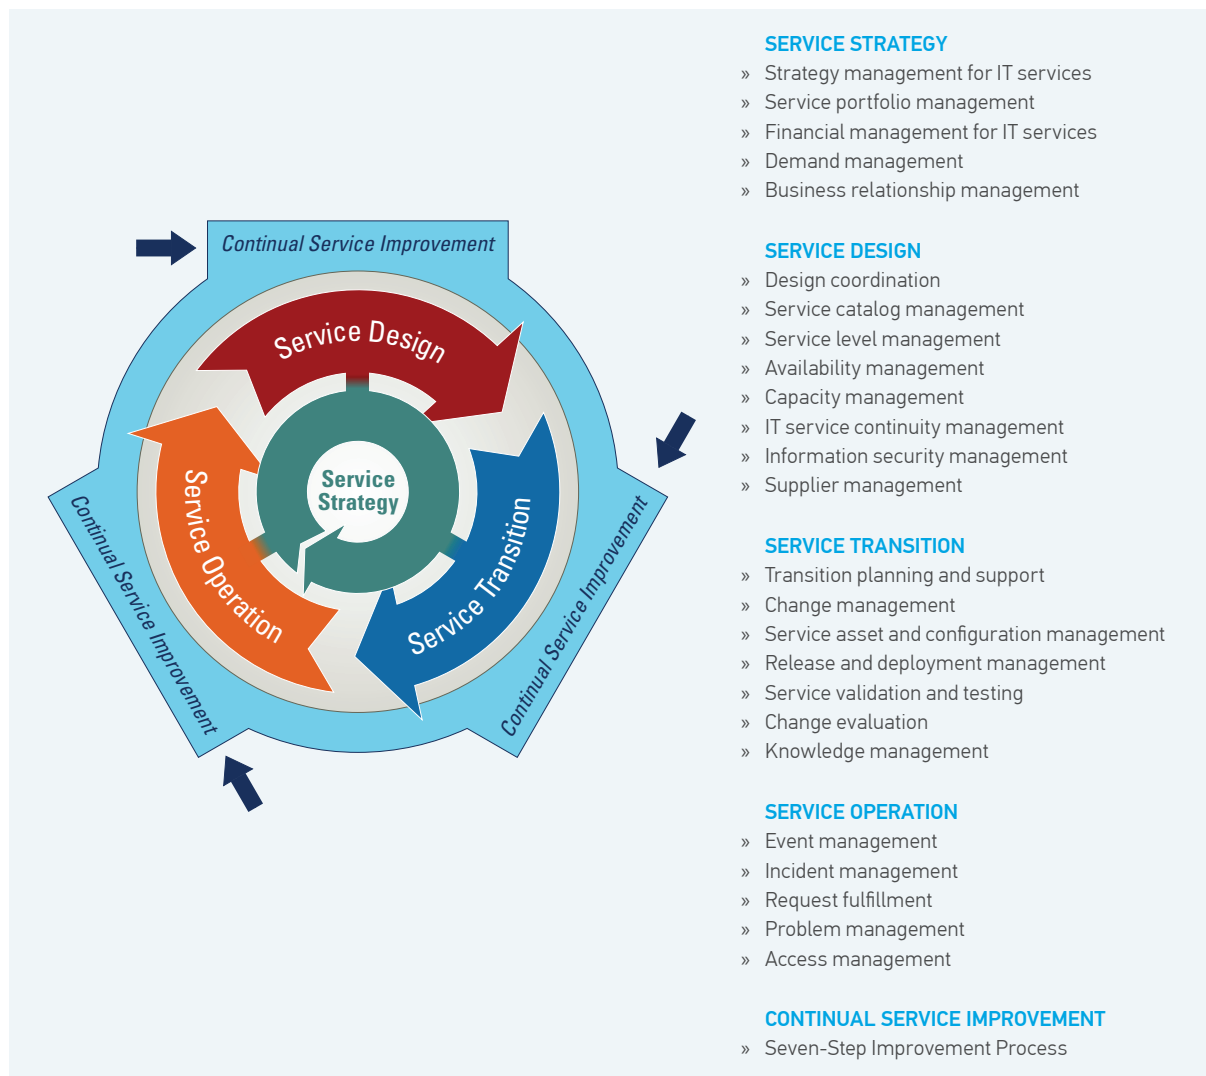 Continual Service Improvement
Service Design
Service
Strategy
Service Transition
Service Operation
Continual Service Improvement
Continual Service Improvement
SERVICE STRATEGY
» Strategy management for IT services
» Service portfolio management
» Financial management for IT services
» Demand management
» Business relationship management
SERVICE DESIGN
» Design coordination
» Service catalog management
» Service level management
» Availability management
» Capacity management
» IT service continuity management
» Information security management
» Supplier management
SERVICE TRANSITION
» Transition planning and support
» Change management
» Service asset and configuration management
» Release and deployment management
» Service validation and testing
» Change evaluation
» Knowledge management
SERVICE OPERATION
» Event management
» Incident management
» Request fulfillment
» Problem management
» Access management
CONTINUAL SERVICE IMPROVEMENT
» Seven-Step Improvement Process